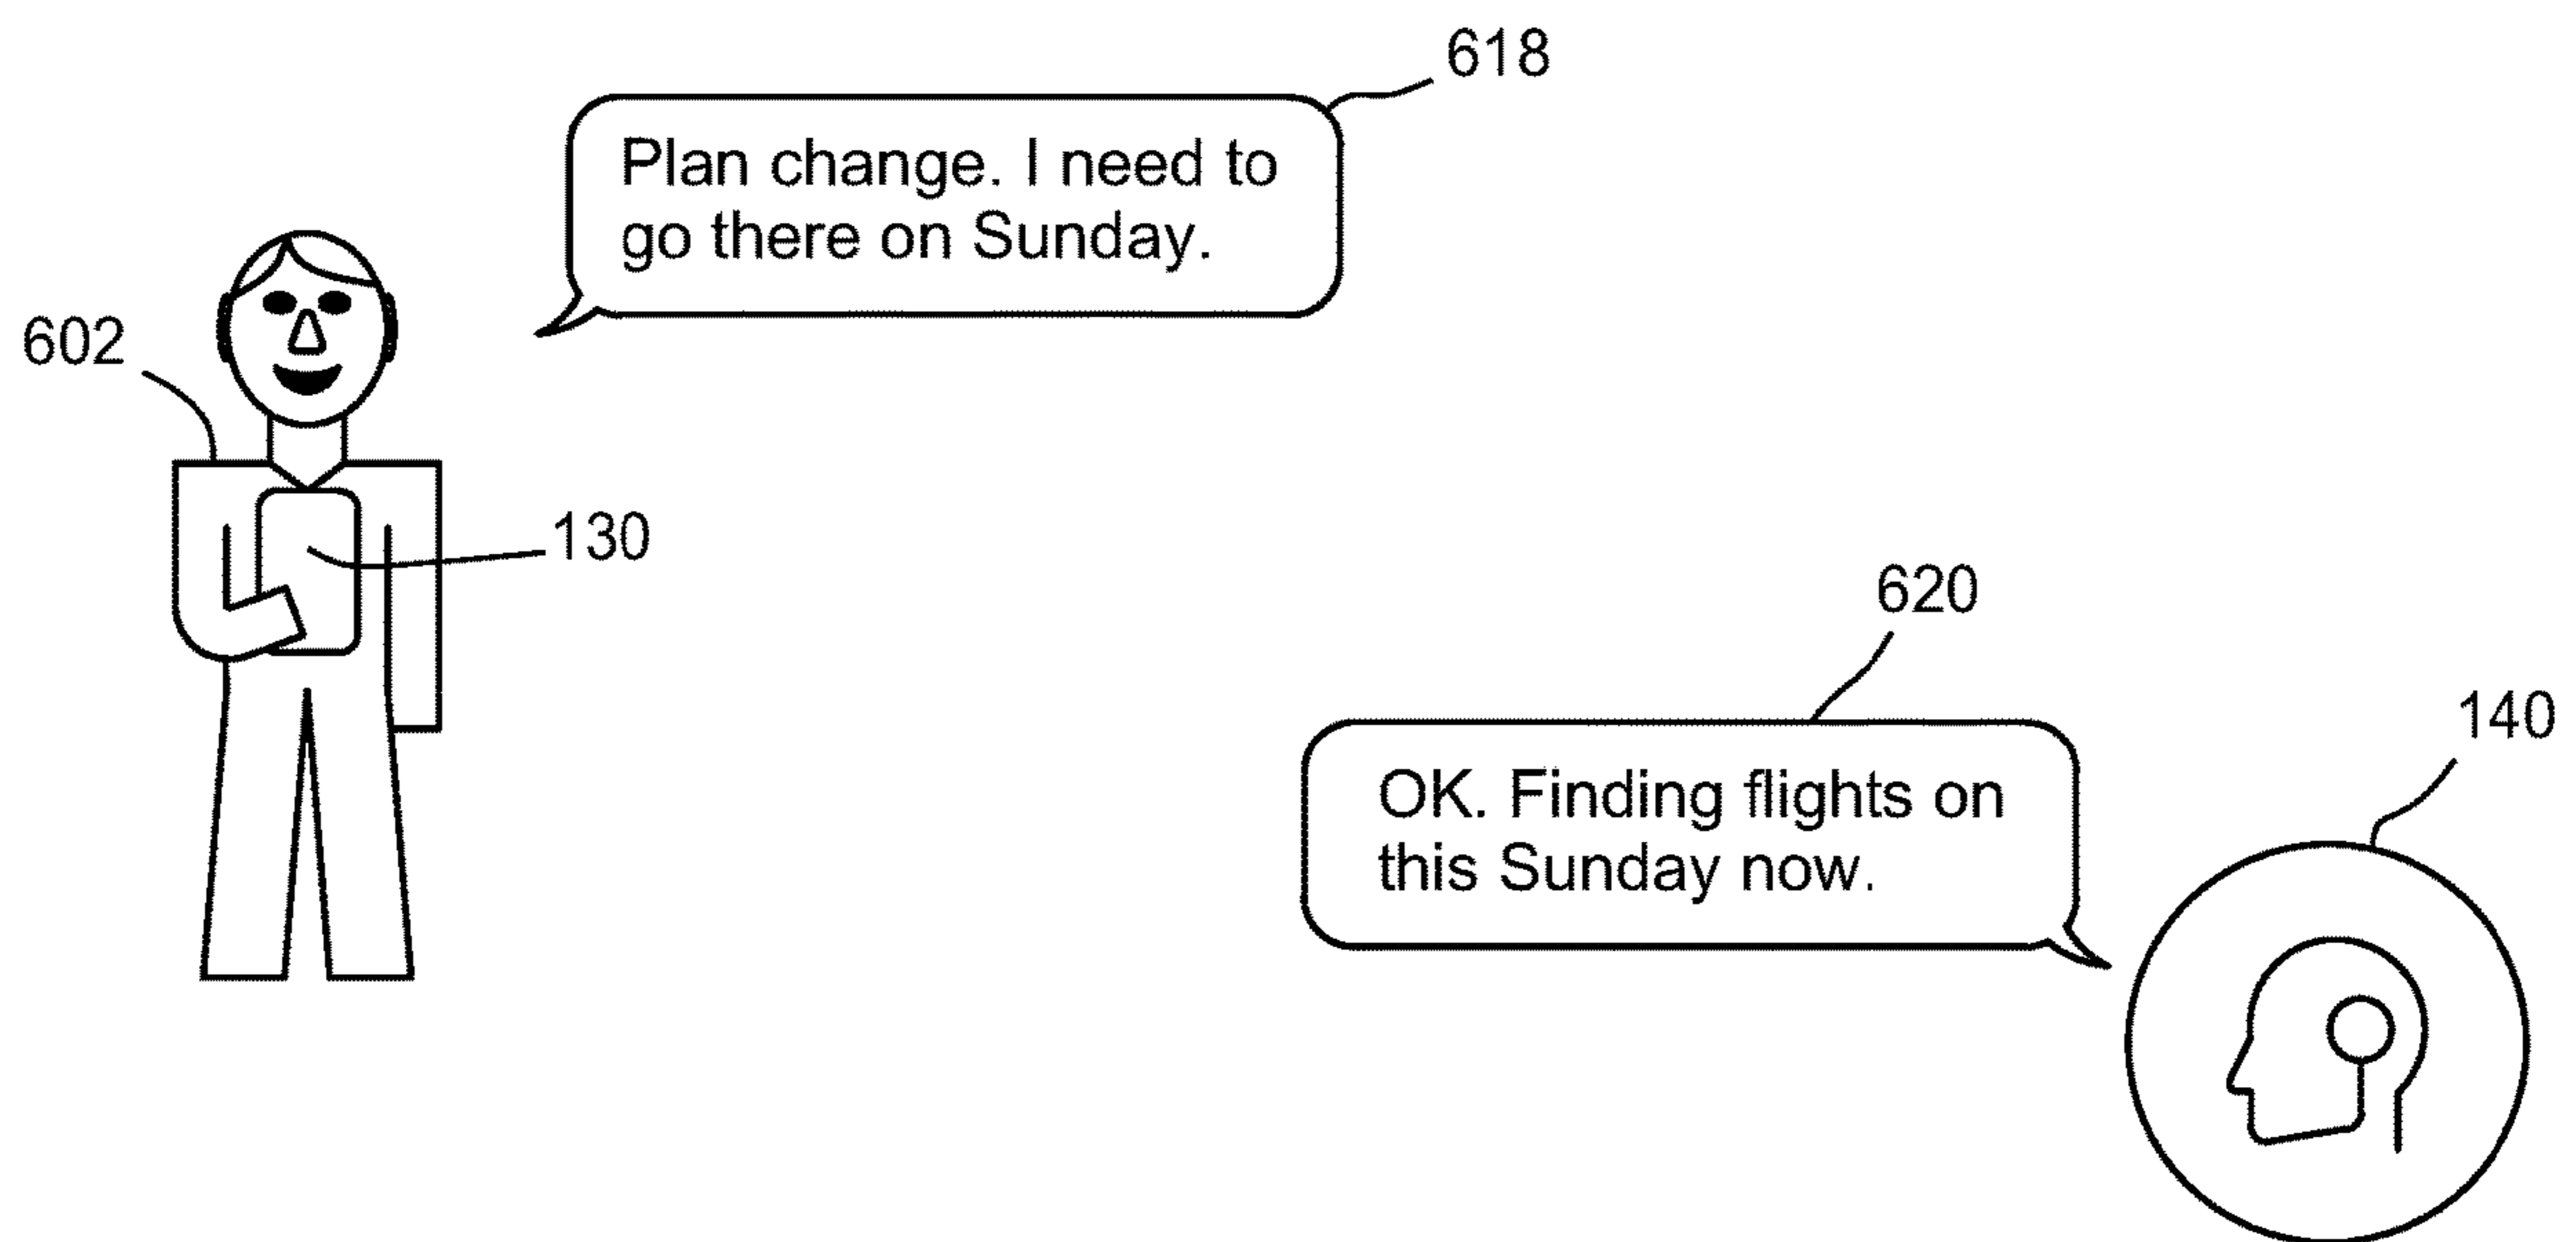 618
Plan change. I need to
go there on Sunday.
602
130
620
140
OK. Finding flights on
this Sunday now.